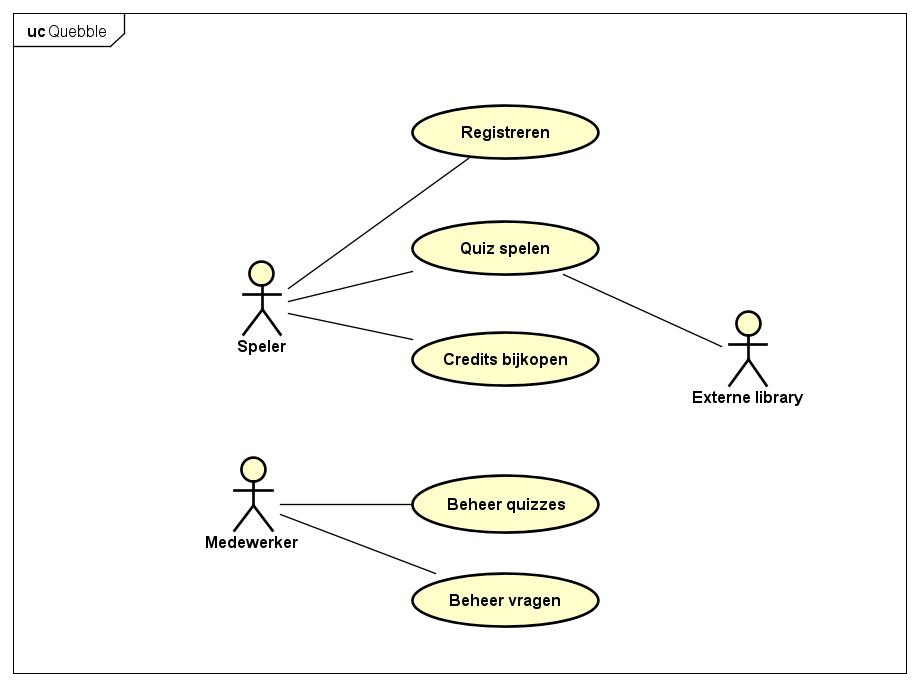 uc Quebble
Registreren
Quiz spelen
Speler
Credits bijkopen
Externe library
Beheer quizzes
Medewerker
Beheer vragen